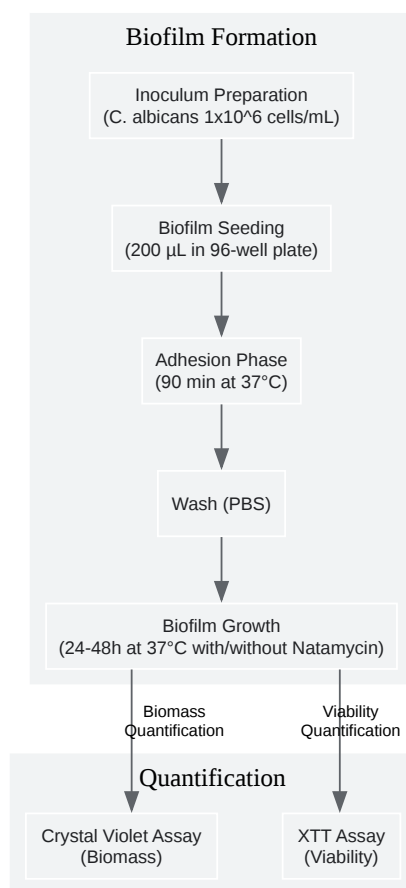 Biofilm Formation
Inoculum Preparation
(C. albicans 1x10^6 cells/mL)
Biofilm Seeding
(200 µL in 96-well plate)
Adhesion Phase
(90 min at 37°C)
Wash (PBS)
Biofilm Growth
(24-48h at 37°C with/without Natamycin)
Biomass
Quantification
Viability
Quantification
Quantification
Crystal Violet Assay
(Biomass)
XTT Assay
(Viability)